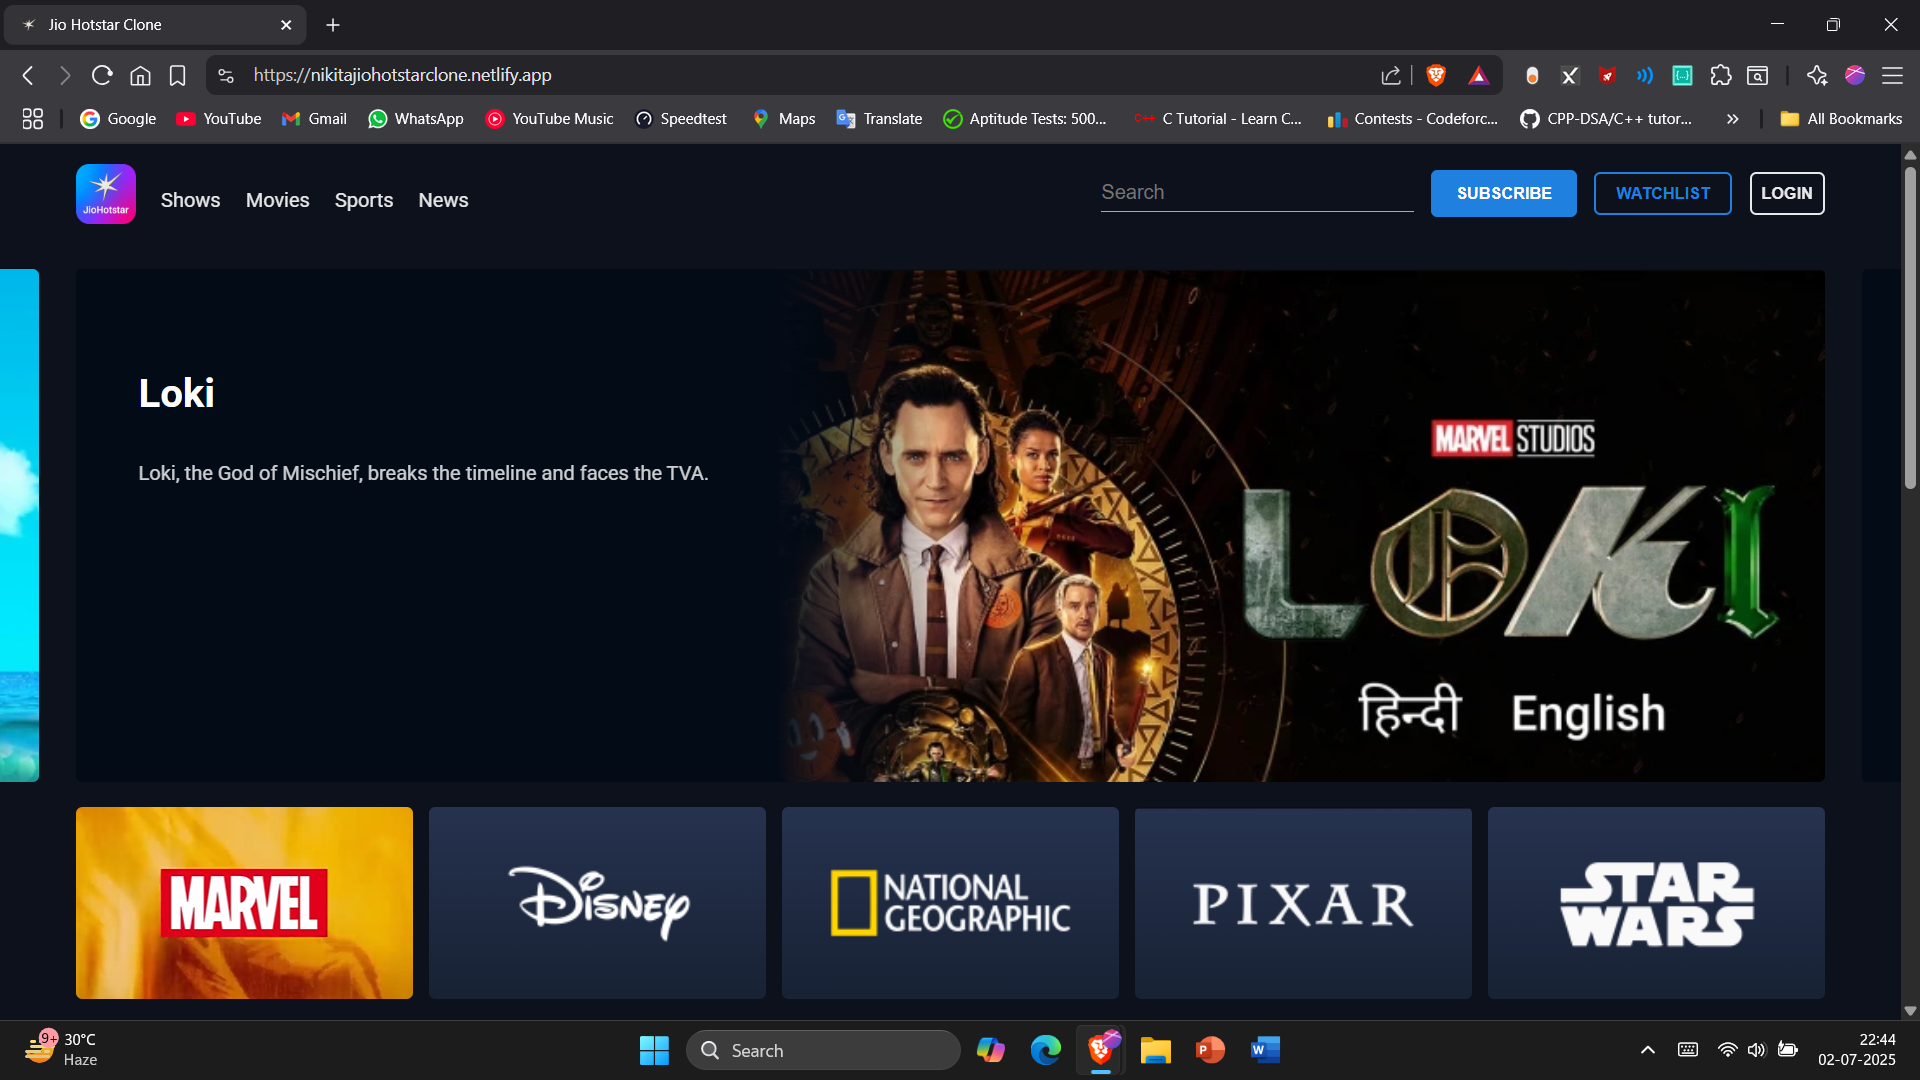 Jio Hotstar Clone
https://nikitajiohotstarclone.netlify.app
Google YouTube Gmail WhatsApp YouTube Music Speedtest Maps Translate Aptitude Tests: 500... C++ C Tutorial - Learn C... Contests - Codeforc... CPP-DSA/C++ tutor... All Bookmarks
JioHotstar
Shows Movies Sports News
Search
SUBSCRIBE
WATCHLIST
LOGIN
Loki
Loki, the God of Mischief, breaks the timeline and faces the TVA.
MARVEL STUDIOS
LOKI
हिन्दी English
MARVEL
Disney
NATIONAL
GEOGRAPHIC
PIXAR
STAR
WARS
9+
30°C
Haze
Search
22:44
02-07-2025